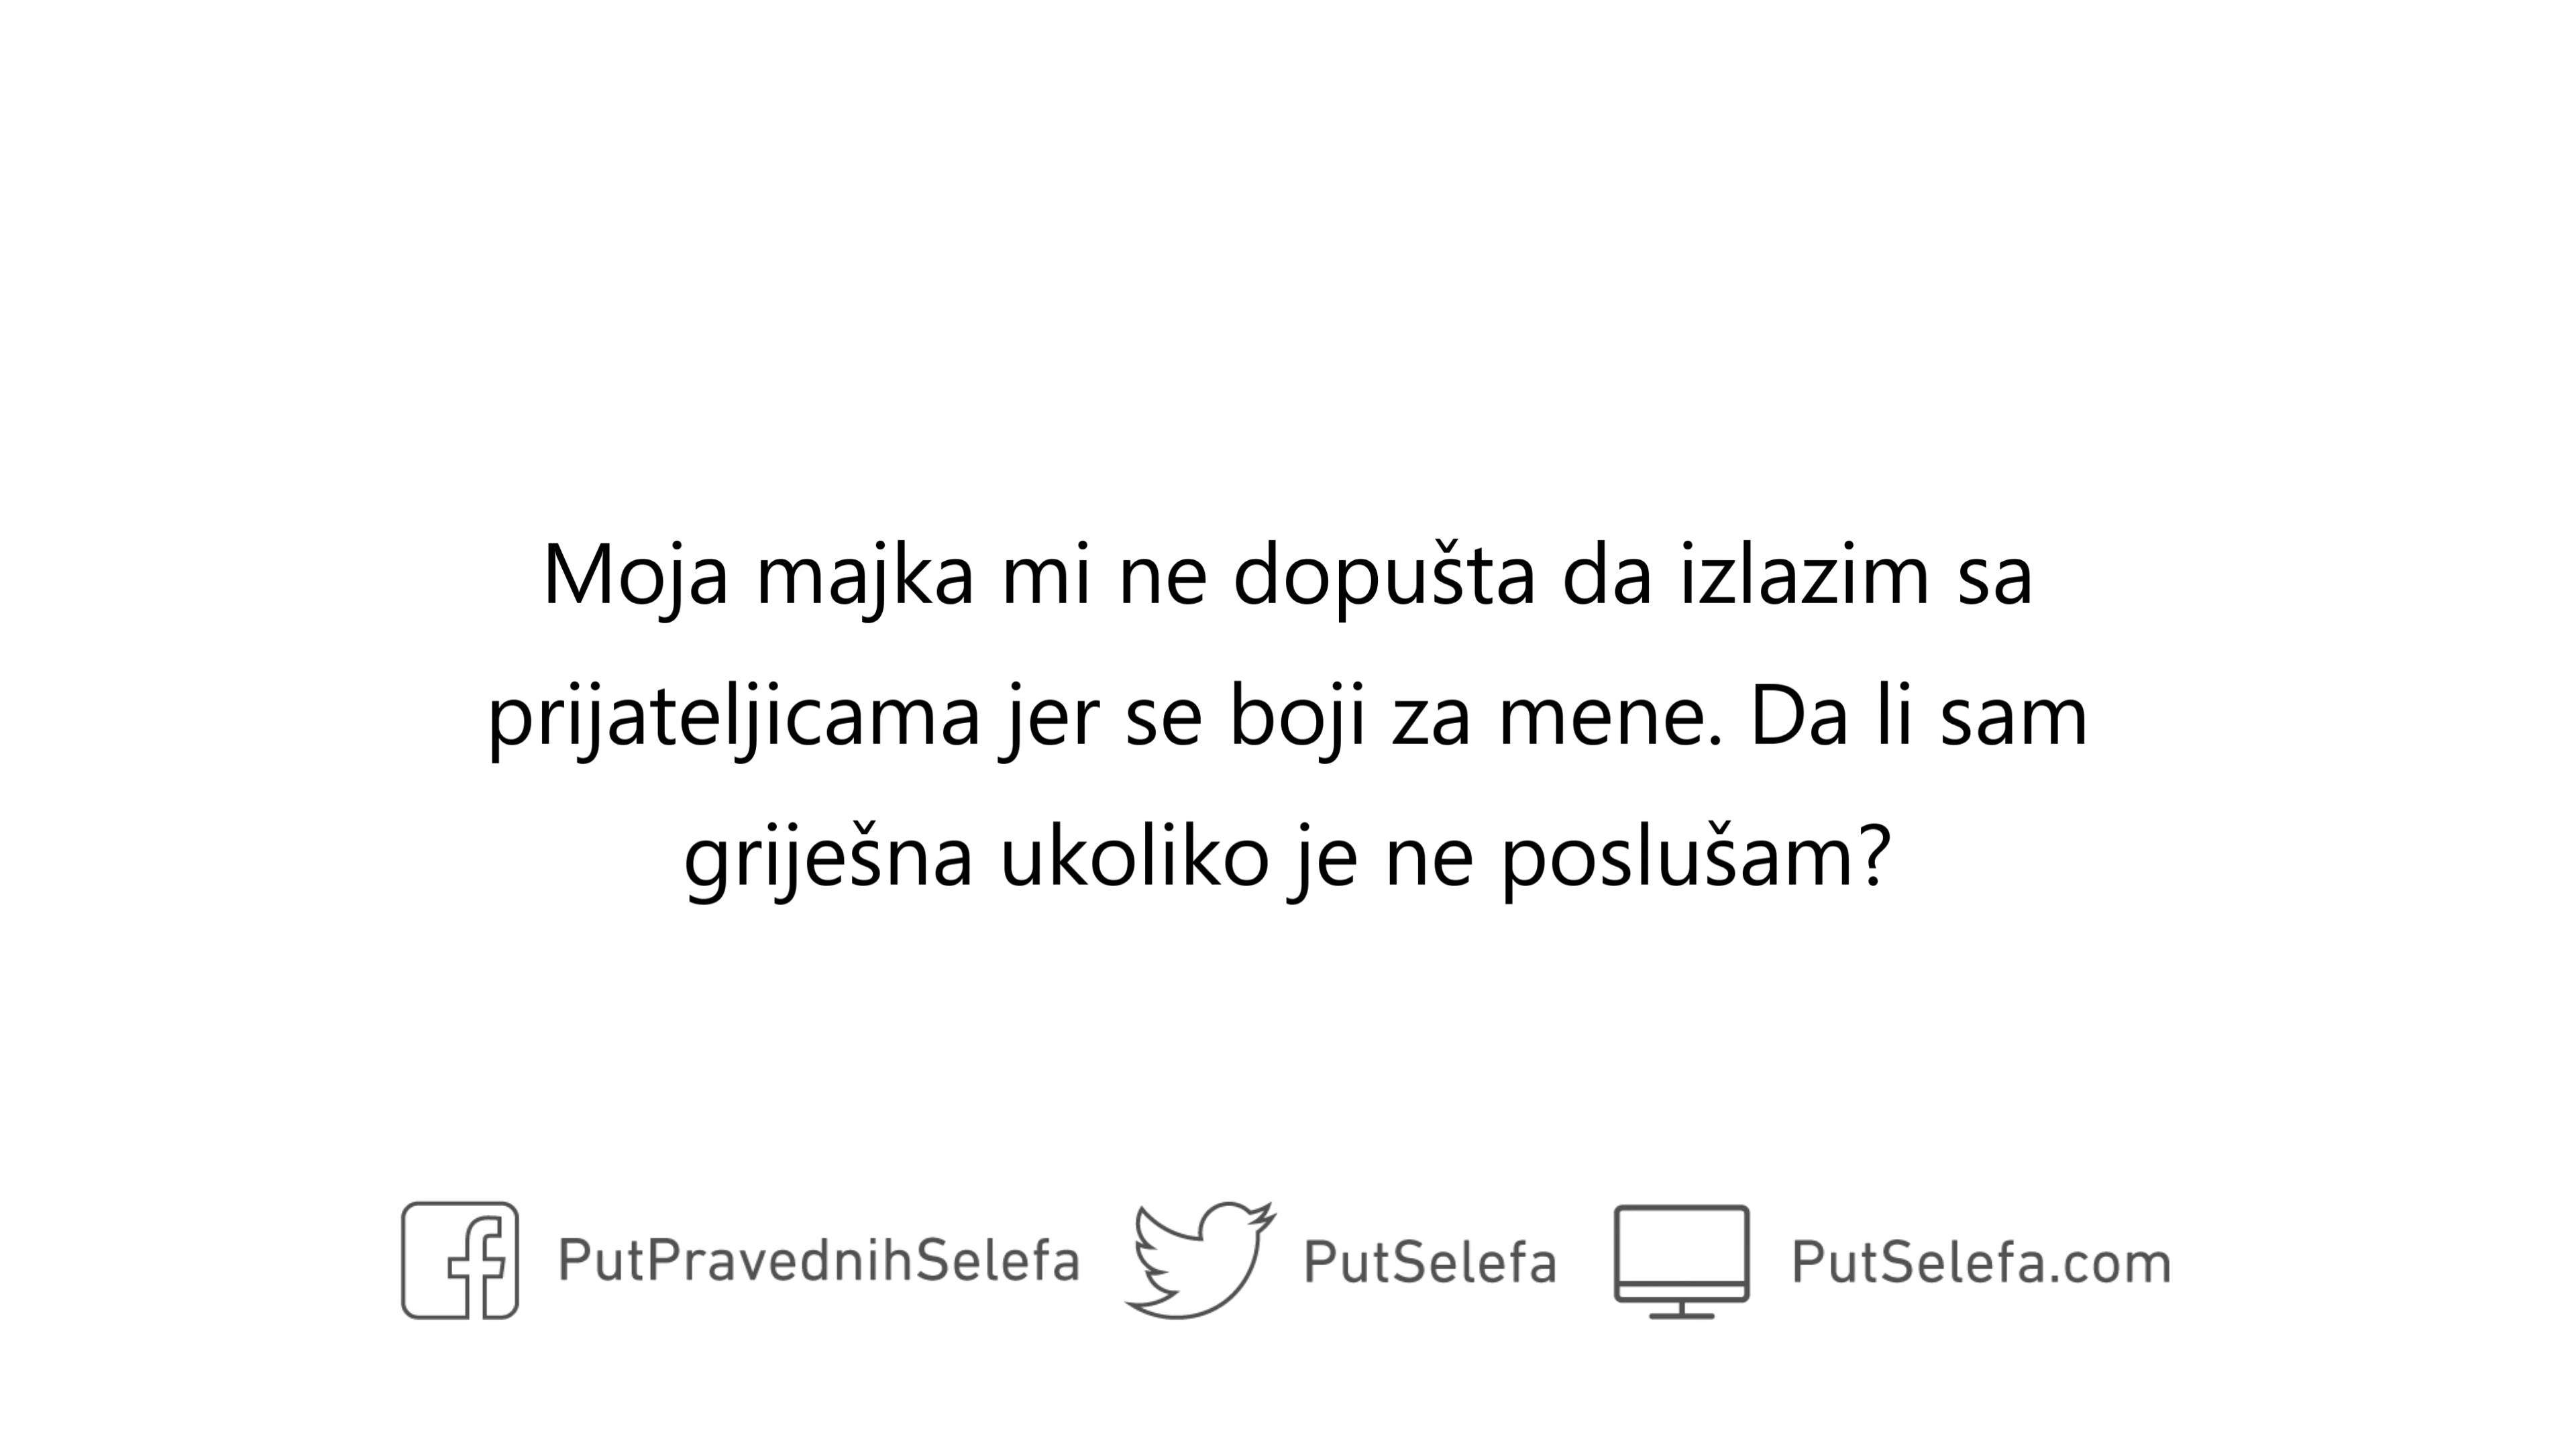 Moja majka mi ne dopušta da izlazim sa
prijateljicama jer se boji za mene. Da li sam
griješna ukoliko je ne poslušam?
PutPravednihSelefa PutSelefa PutSelefa.com